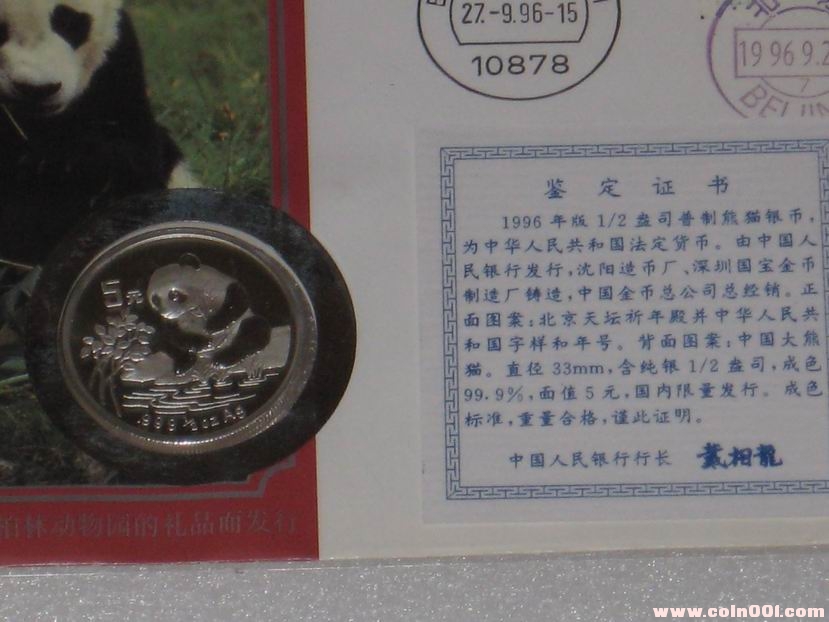 27.-9.96-15
10878
1996.9.2
7
BEIJIN
鉴定证书
1996年版1/2盎司普制熊猫银币,
为中华人民共和国法定货币。由中国人
民银行发行,沈阳造币厂、深圳国宝金币
制造厂铸造,中国金币总公司总经销。正
面图案:北京天坛祈年殿并中华人民共
和国字样和年号。背面图案:中国大熊
猫。直径33mm,含纯银1/2盎司,成色
99.9%,面值5元,国内限量发行。成色
标准,重量合格,谨此证明。
中国人民银行行长 戴相龍
5元
.999 1/2 oz Ag
柏林动物园的礼品而发行
www.coin001.com